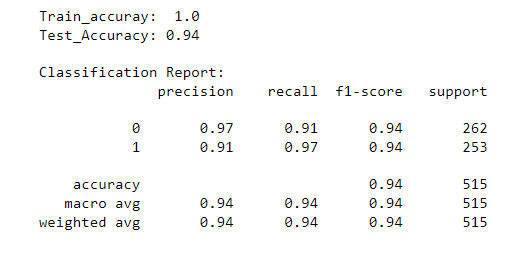 Train_accuray:  1.0
Test_Accuracy: 0.94
Classification Report:
precision    recall  f1-score   support
0       0.97      0.91      0.94       262
1       0.91      0.97      0.94       253
accuracy                           0.94       515
macro avg       0.94      0.94      0.94       515
weighted avg       0.94      0.94      0.94       515